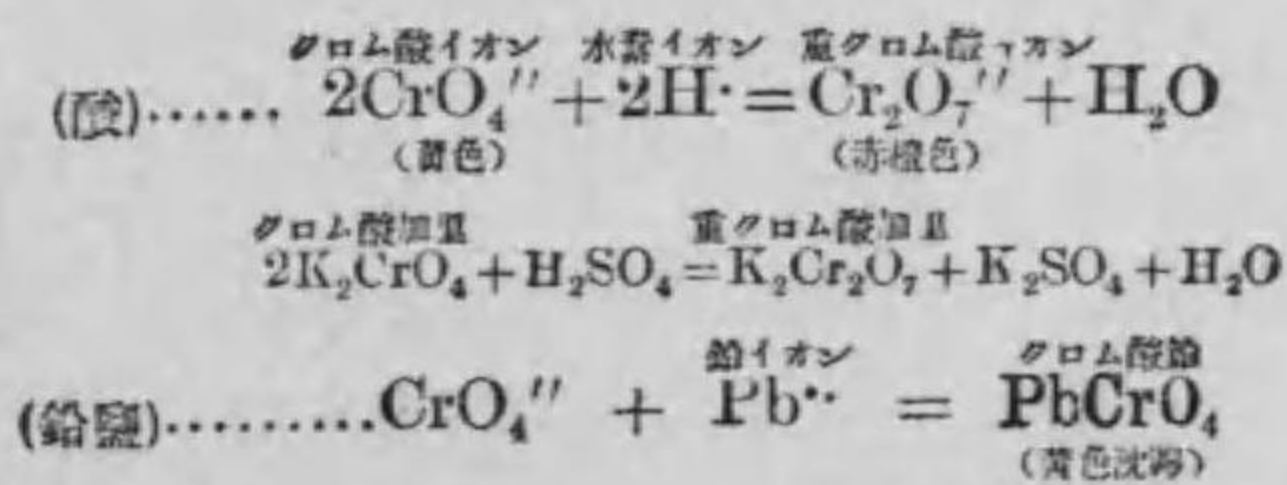 クロム酸イオン 水素イオン 重クロム酸イオン
(酸)…… 2CrO₄″+2H·=Cr₂O₇″+H₂O
(黄色) (赤橙色)
クロム酸加里 重クロム酸加里
2K₂CrO₄+H₂SO₄=K₂Cr₂O₇+K₂SO₄+H₂O
鉛イオン クロム酸鉛
(鉛鹽)………CrO₄″ + Pb·· = PbCrO₄
(黄色沈澱)